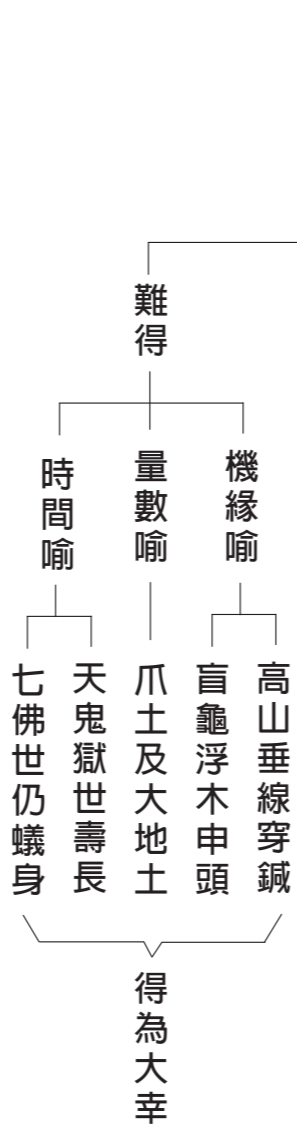 難得
機緣喻
量數喻
時間喻
高山垂線穿鍼
盲龜浮木申頭
爪土及大地土
天鬼獄世壽長
七佛世仍蟻身
得為大幸